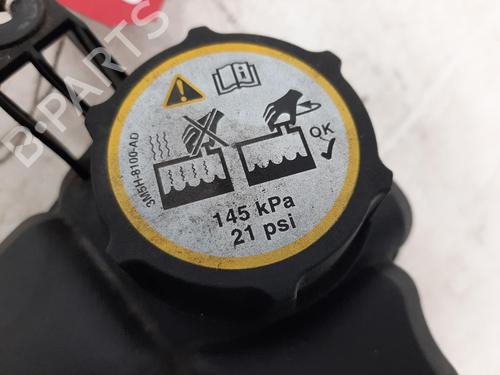 B-PARTS
3M5H-8100-AD
OK
145 kPa
21 psi